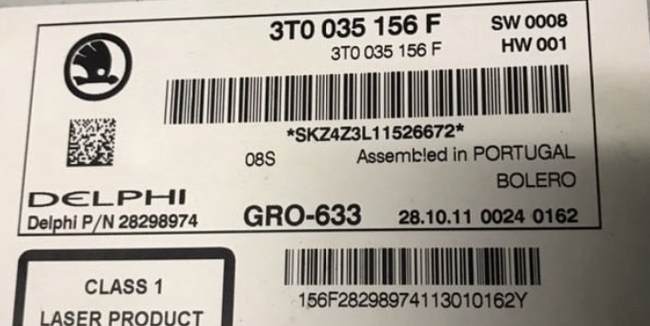 3T0 035 156 F SW 0008
3T0 035 156 F HW 001
*SKZ4Z3L11526672*
08S Assembled in PORTUGAL
BOLERO
DELPHI
Delphi P/N 28298974 GRO-633 28.10.11 0024 0162
CLASS 1
LASER PRODUCT
156F28298974113010162Y